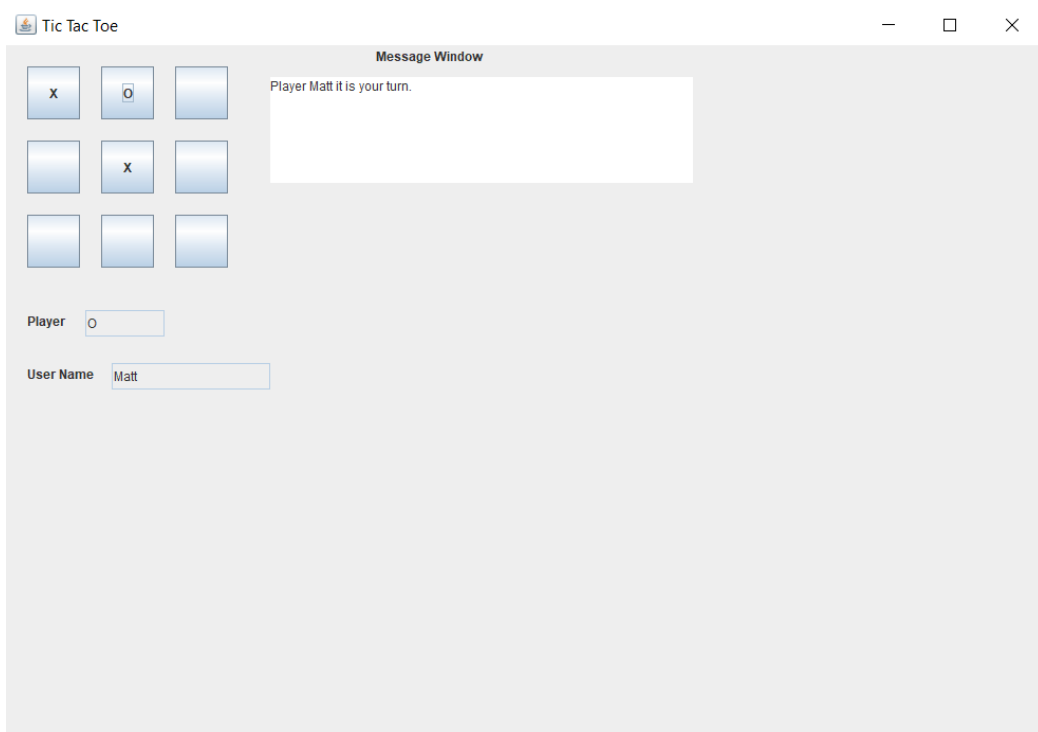 Tic Tac Toe
Message Window
X O
Player Matt it is your turn.
X
Player O
User Name Matt